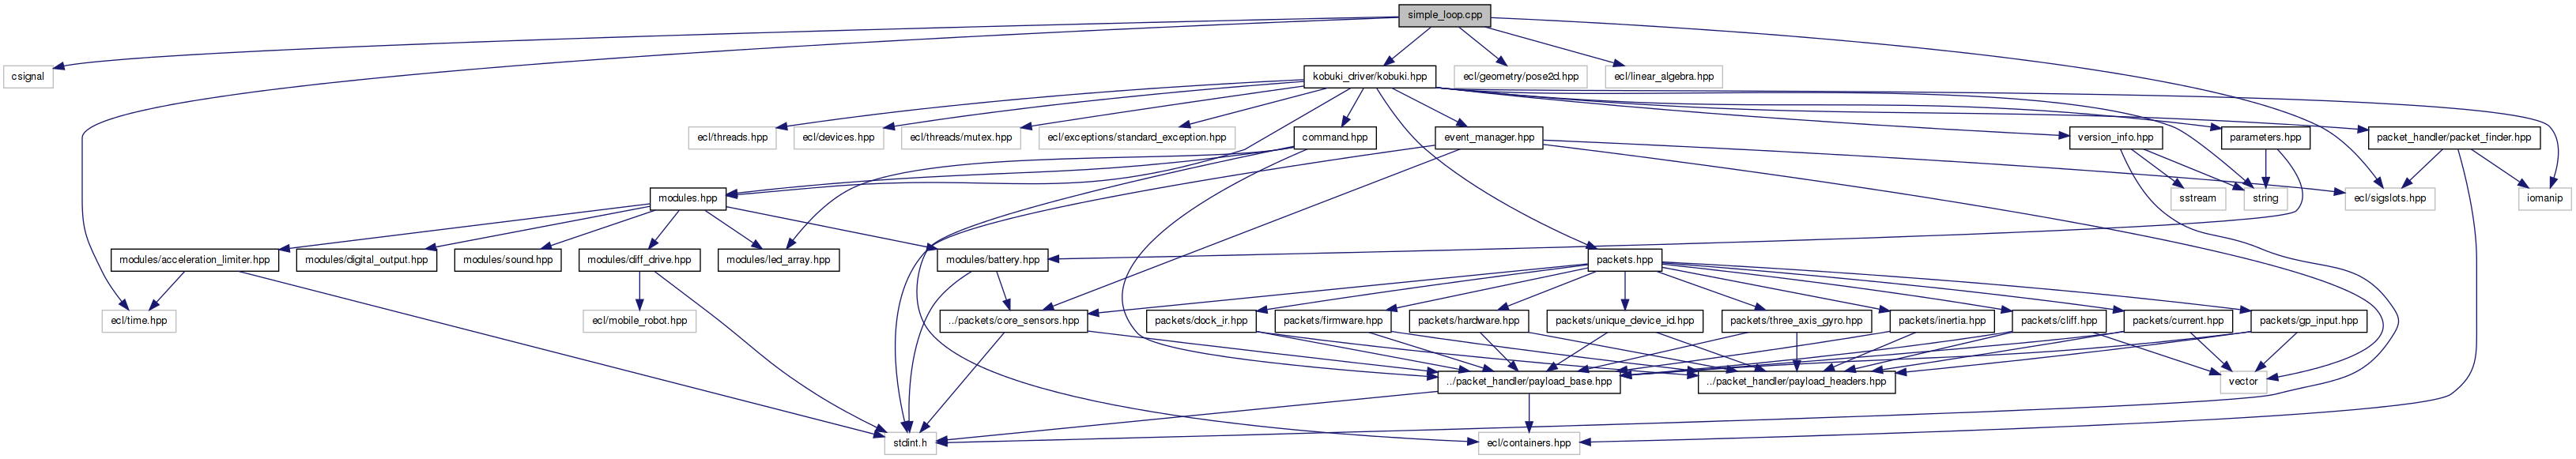 simple_loop.cpp
csignal
kobuki_driver/kobuki.hpp
ecl/geometry/pose2d.hpp
ecl/linear_algebra.hpp
ecl/threads.hpp
ecl/devices.hpp
ecl/threads/mutex.hpp
ecl/exceptions/standard_exception.hpp
command.hpp
event_manager.hpp
version_info.hpp
parameters.hpp
packet_handler/packet_finder.hpp
modules.hpp
sstream
string
ecl/sigslots.hpp
iomanip
modules/acceleration_limiter.hpp
modules/digital_output.hpp
modules/sound.hpp
modules/diff_drive.hpp
modules/led_array.hpp
modules/battery.hpp
packets.hpp
ecl/time.hpp
ecl/mobile_robot.hpp
../packets/core_sensors.hpp
packets/dock_ir.hpp
packets/firmware.hpp
packets/hardware.hpp
packets/unique_device_id.hpp
packets/three_axis_gyro.hpp
packets/inertia.hpp
packets/cliff.hpp
packets/current.hpp
packets/gp_input.hpp
../packet_handler/payload_base.hpp
../packet_handler/payload_headers.hpp
vector
stdint.h
ecl/containers.hpp